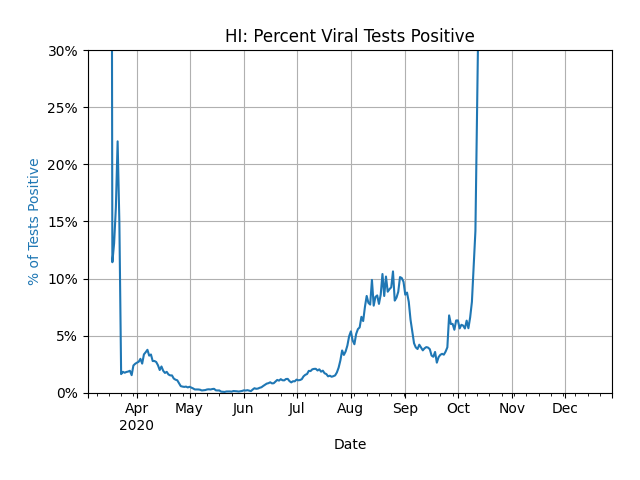 HI: Percent Viral Tests Positive
% of Tests Positive
30%
25%
20%
15%
10%
5%
0%
Apr May Jun Jul Aug Sep Oct Nov Dec
2020
Date